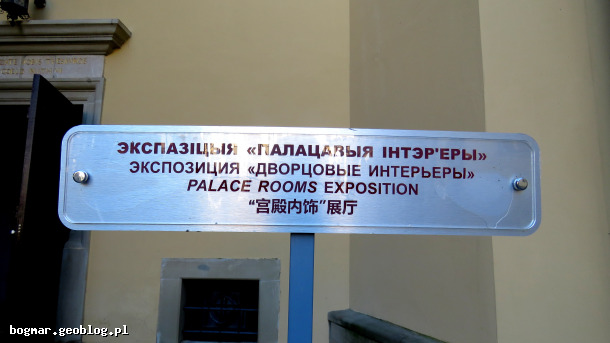 ЭКСПАЗІЦЫЯ «ПАЛАЦАВЫЯ ІНТЭР'ЕРЫ»
ЭКСПОЗИЦИЯ «ДВОРЦОВЫЕ ИНТЕРЬЕРЫ»
PALACE ROOMS EXPOSITION
“宫殿内饰”展厅
bogmar.geoblog.pl